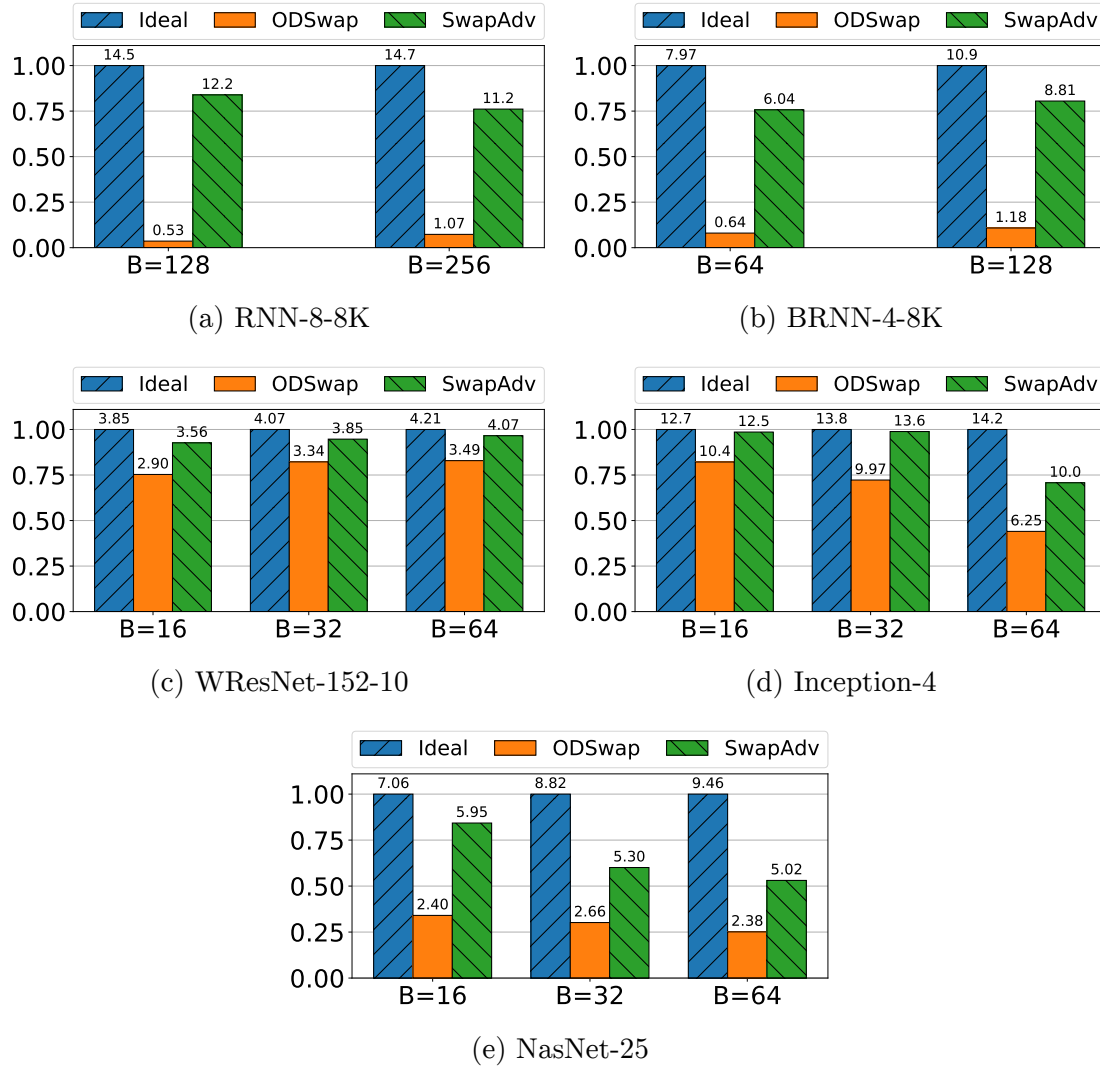 Ideal ODSwap SwapAdv
14.5 0.53 12.2 14.7 1.07 11.2
1.00
0.75
0.50
0.25
0.00
B=128 B=256
(a) RNN-8-8K
Ideal ODSwap SwapAdv
7.97 0.64 6.04 10.9 1.18 8.81
1.00
0.75
0.50
0.25
0.00
B=64 B=128
(b) BRNN-4-8K
Ideal ODSwap SwapAdv
3.85 2.90 3.56 4.07 3.34 3.85 4.21 3.49 4.07
1.00
0.75
0.50
0.25
0.00
B=16 B=32 B=64
(c) WResNet-152-10
Ideal ODSwap SwapAdv
12.7 10.4 12.5 13.8 9.97 13.6 14.2 6.25 10.0
1.00
0.75
0.50
0.25
0.00
B=16 B=32 B=64
(d) Inception-4
Ideal ODSwap SwapAdv
7.06 2.40 5.95 8.82 2.66 5.30 9.46 2.38 5.02
1.00
0.75
0.50
0.25
0.00
B=16 B=32 B=64
(e) NasNet-25